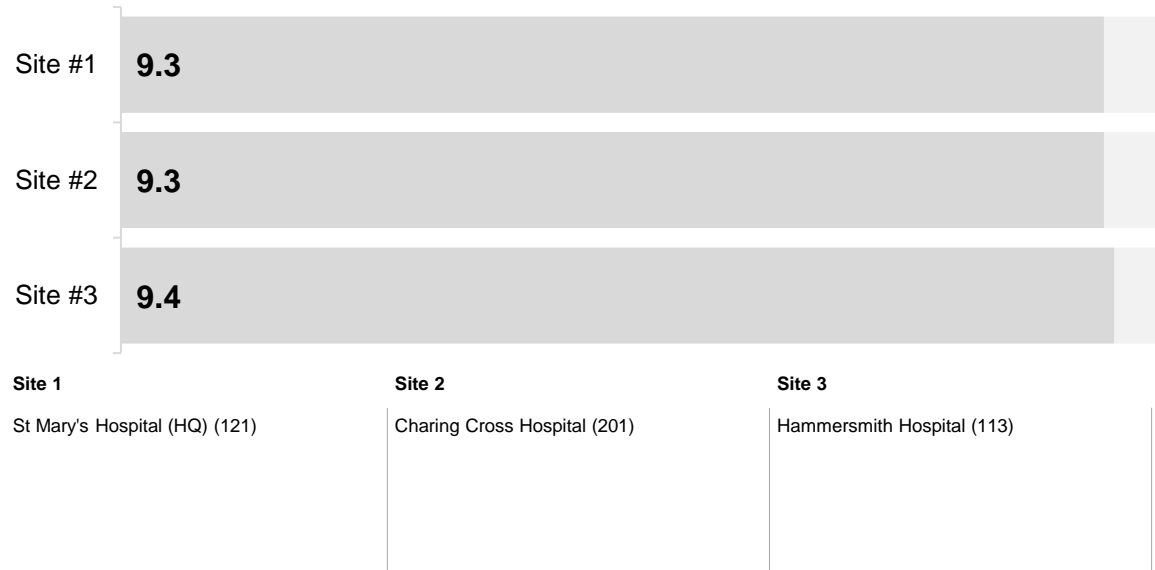 Site #1
9.3
Site #2
9.3
Site #3
9.4
Site 1
Site 2
Site 3
St Mary's Hospital (HQ) (121)
Charing Cross Hospital (201)
Hammersmith Hospital (113)